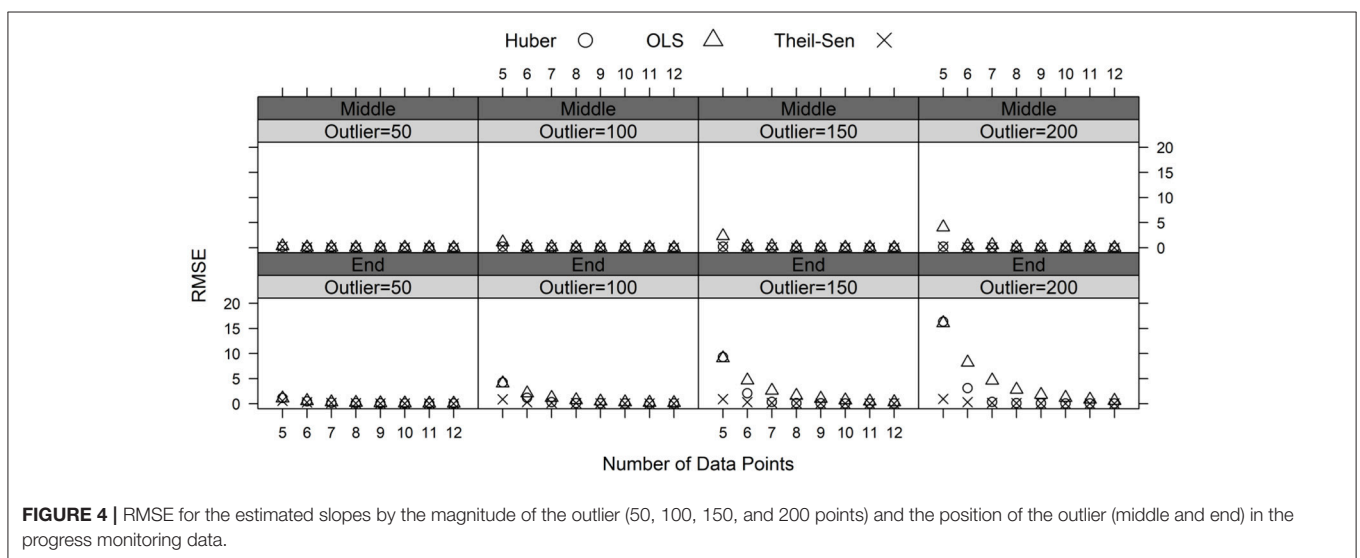 Huber OLS Theil-Sen
5 6 7 8 9 10 11 12 5 6 7 8 9 10 11 12
Middle Middle Middle Middle
Outlier=50 Outlier=100 Outlier=150 Outlier=200
20
15
10
5
0
End End End End
Outlier=50 Outlier=100 Outlier=150 Outlier=200
RMSE
20
15
10
5
0
5 6 7 8 9 10 11 12 5 6 7 8 9 10 11 12
Number of Data Points
FIGURE 4 | RMSE for the estimated slopes by the magnitude of the outlier (50, 100, 150, and 200 points) and the position of the outlier (middle and end) in the
progress monitoring data.